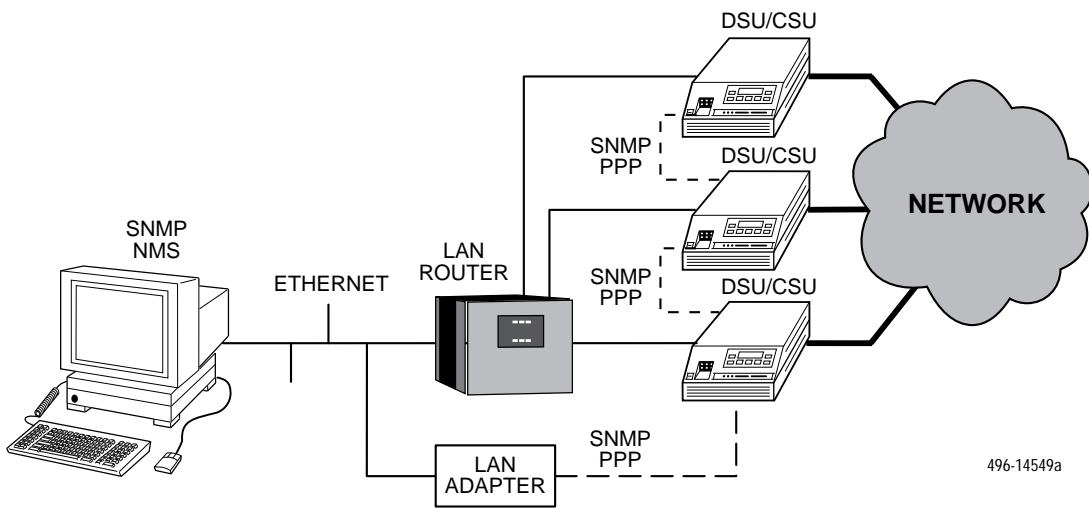 DSU/CSU
SNMP
PPP
DSU/CSU
NETWORK
SNMP
NMS
ETHERNET
LAN
ROUTER
SNMP
PPP
DSU/CSU
SNMP
PPP
LAN
ADAPTER
496-14549a